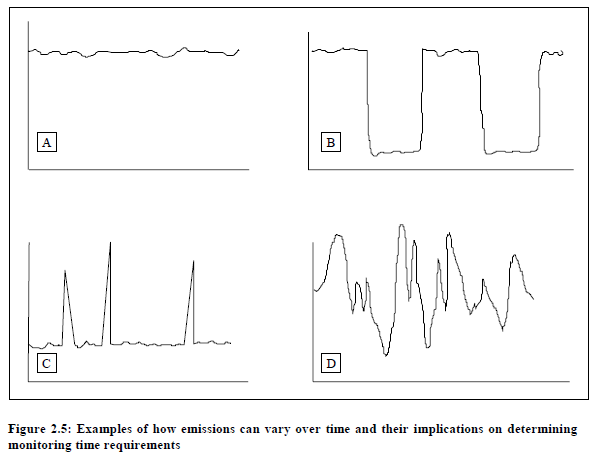 A
B
C
D
Figure 2.5: Examples of how emissions can vary over time and their implications on determining
monitoring time requirements